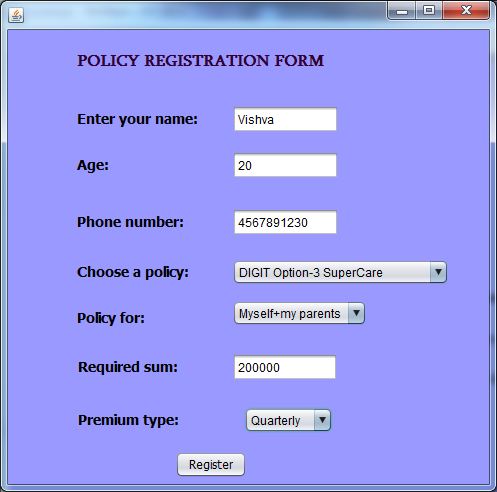 POLICY REGISTRATION FORM
Enter your name: Vishva
Age: 20
Phone number: 4567891230
Choose a policy: DIGIT Option-3 SuperCare
Policy for: Myself+my parents
Required sum: 200000
Premium type: Quarterly
Register